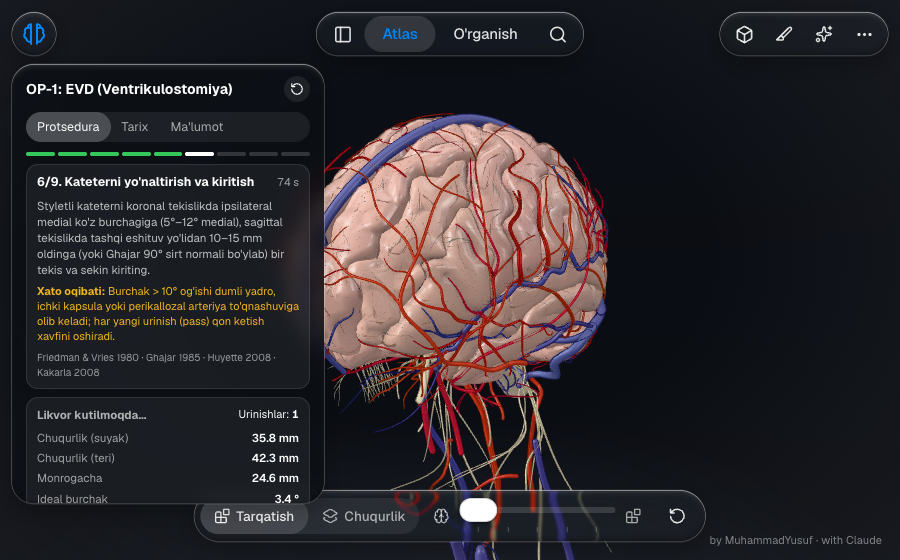 Atlas
O'rganish
OP-1: EVD (Ventrikulostomiya)
Protsedura
Tarix
Ma'lumot
6/9. Kateterni yo'naltirish va kiritish
74 s
Styletli kateterni koronal tekislikda ipsilateral
medial ko'z burchagiga (5°–12° medial), sagittal
tekislikda tashqi eshituv yo'lidan 10–15 mm
oldinga (yoki Ghajar 90° sirt normali bo'ylab) bir
tekis va sekin kiriting.
Xato oqibati: Burchak > 10° og'ishi dumli yadro,
ichki kapsula yoki perikallozal arteriya to'qnashuviga
olib keladi; har yangi urinish (pass) qon ketish
xavfini oshiradi.
Friedman & Vries 1980 · Ghajar 1985 · Huyette 2008 ·
Kakarla 2008
Likvor kutilmoqda...
Urinishlar: 1
Chuqurlik (suyak)
35.8 mm
Chuqurlik (teri)
42.3 mm
Monrogacha
24.6 mm
Ideal burchak
3.4 °
Tarqatish
Chuqurlik
by MuhammadYusuf · with Claude